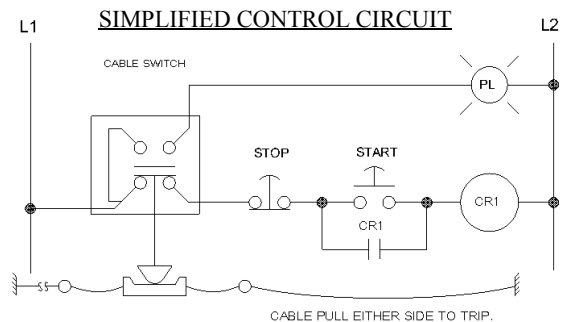 SIMPLIFIED CONTROL CIRCUIT
L1
L2
CABLE SWITCH
PL
STOP
START
CR1
CR1
CABLE PULL EITHER SIDE TO TRIP.